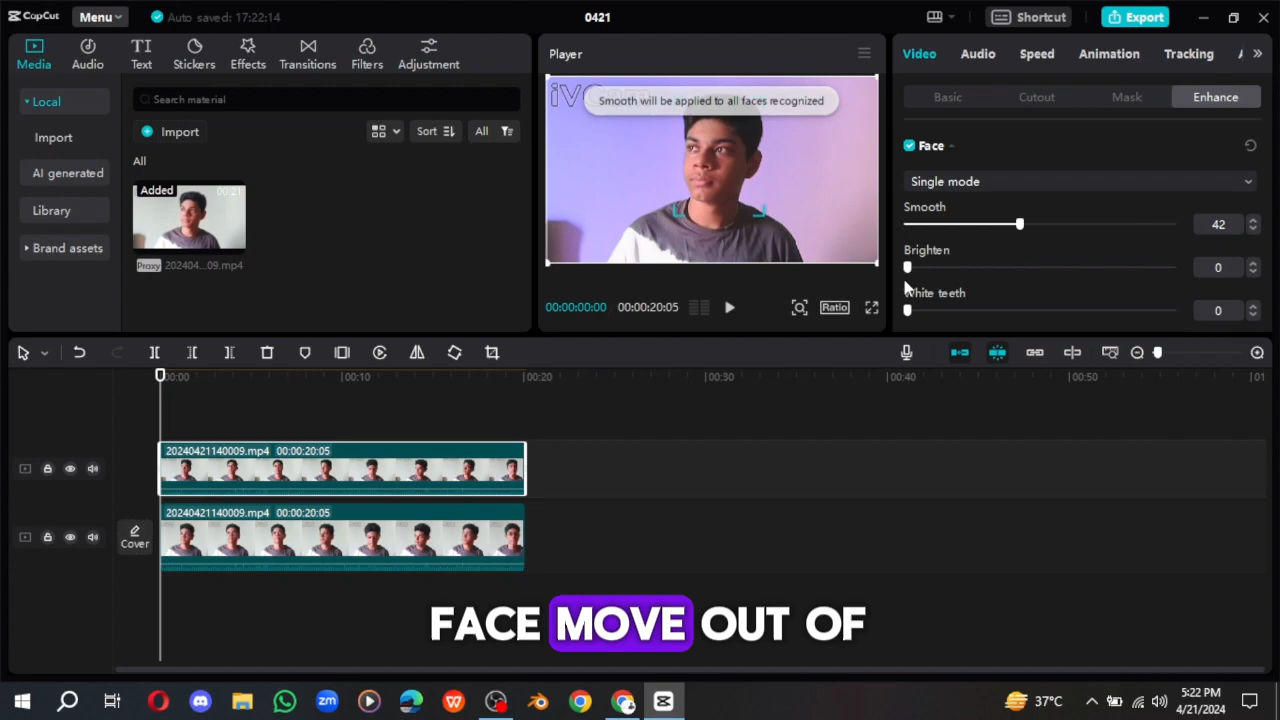 CapCut
Menu
Auto saved: 17:22:14
0421
Shortcut
Export
Media
Audio
Text
Stickers
Effects
Transitions
Filters
Adjustment
Local
Import
AI generated
Library
Brand assets
Search material
Import
Sort
All
All
Added
00:21
Proxy
202404....09.mp4
Player
Smooth will be applied to all faces recognized
00:00:00:00
00:00:20:05
Ratio
Video
Audio
Speed
Animation
Tracking
Basic
Cutout
Mask
Enhance
Face
Single mode
Smooth
42
Brighten
0
White teeth
0
00:00
00:10
00:20
00:30
00:40
00:50
20240421140009.mp4 00:00:20:05
20240421140009.mp4 00:00:20:05
Cover
FACE MOVE OUT OF
zm
37°C
5:22 PM
4/21/2024